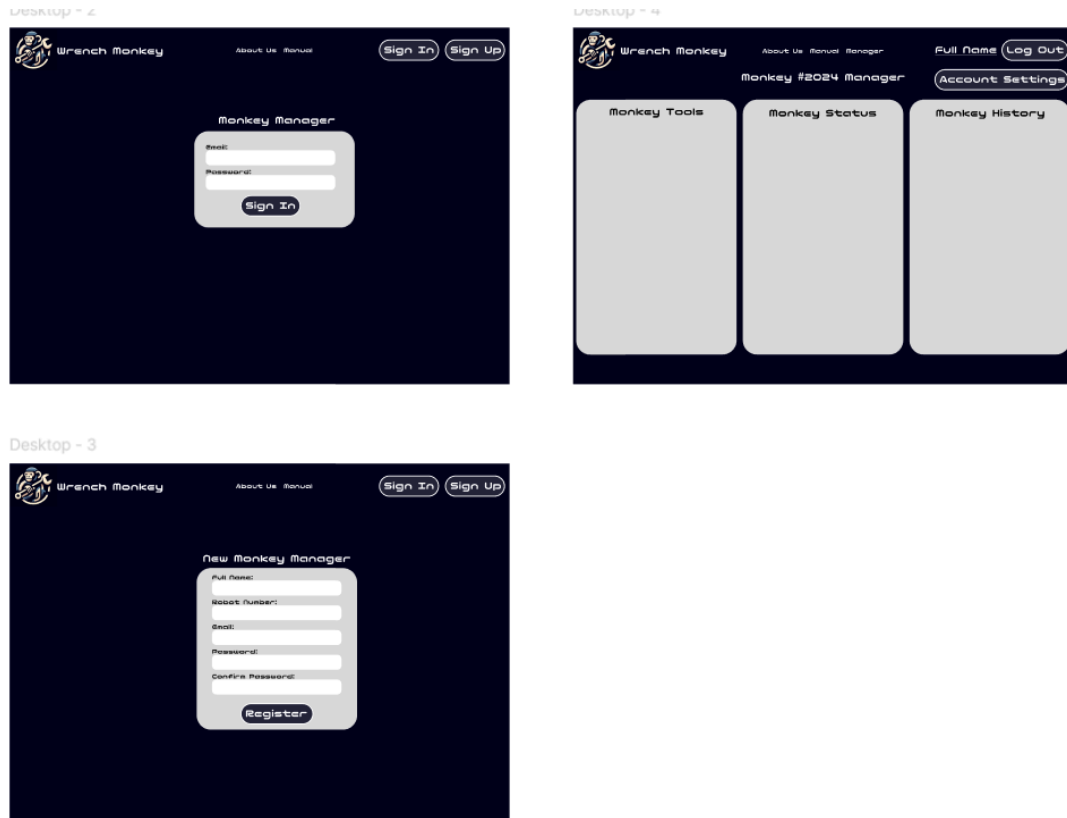 Desktop - 2
Wrench Monkey
About Us Manual
Sign In
Sign Up
Monkey Manager
Email:
Password:
Sign In
Desktop - 4
Wrench Monkey
About Us Manual Manager
Full Name
Log Out
Monkey #2024 Manager
Account Settings
Monkey Tools
Monkey Status
Monkey History
Desktop - 3
Wrench Monkey
About Us Manual
Sign In
Sign Up
New Monkey Manager
Full Name:
Robot Number:
Email:
Password:
Confirm Password:
Register